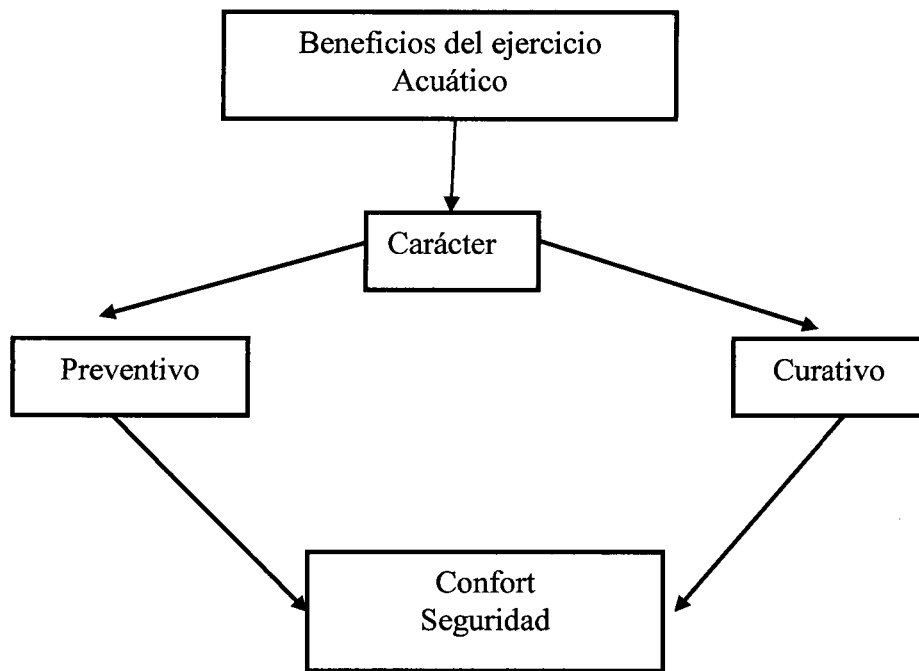 Beneficios del ejercicio
Acuático
Carácter
Preventivo
Curativo
Confort
Seguridad